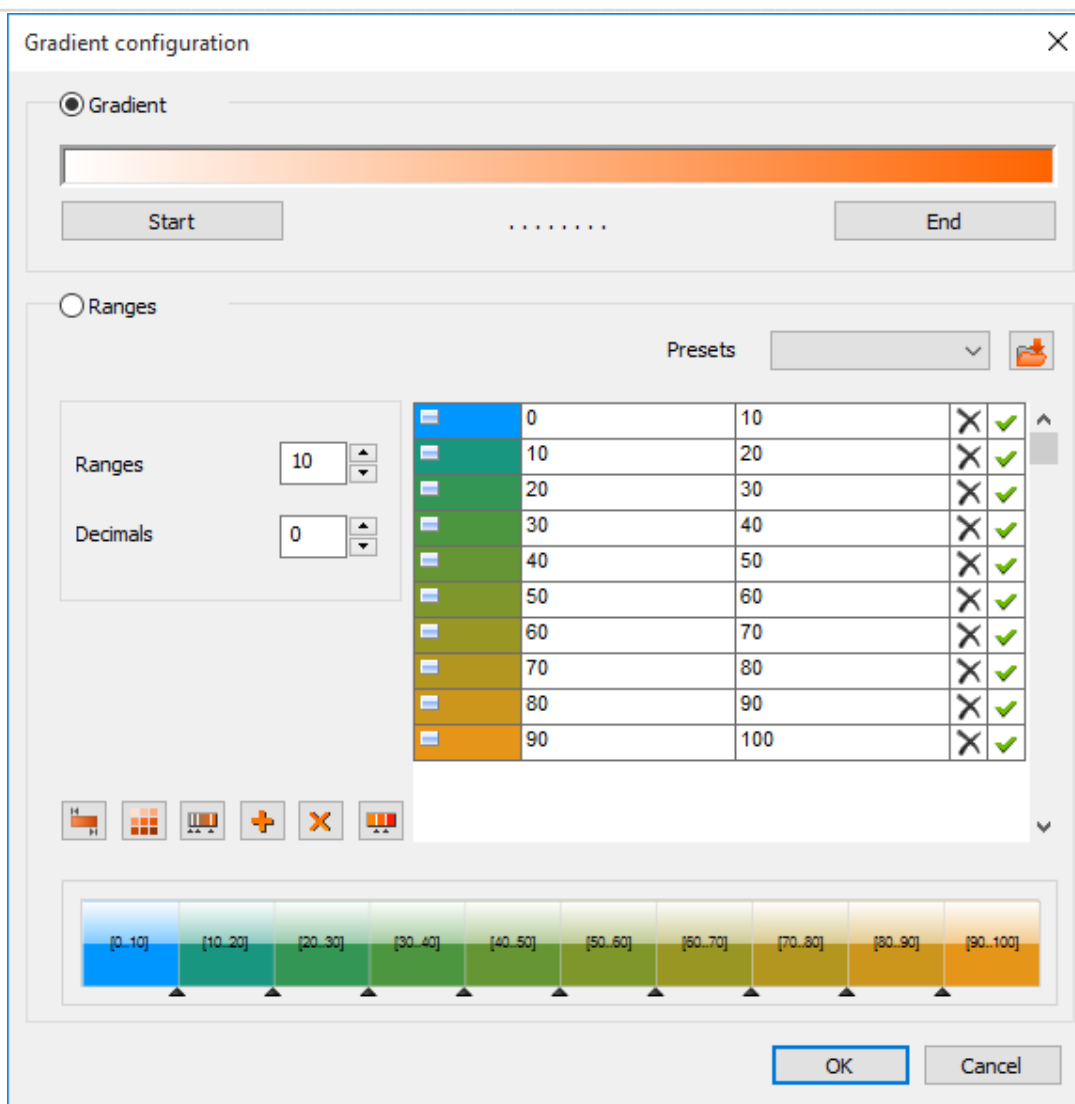 Gradient configuration
Gradient
Start ........ End
Ranges
Presets
0 10
Ranges 10
10 20
20 30
Decimals 0
30 40
40 50
50 60
60 70
70 80
80 90
90 100
[0..10] [10..20] [20..30] [30..40] [40..50] [50..60] [60..70] [70..80] [80..90] [90..100]
OK Cancel